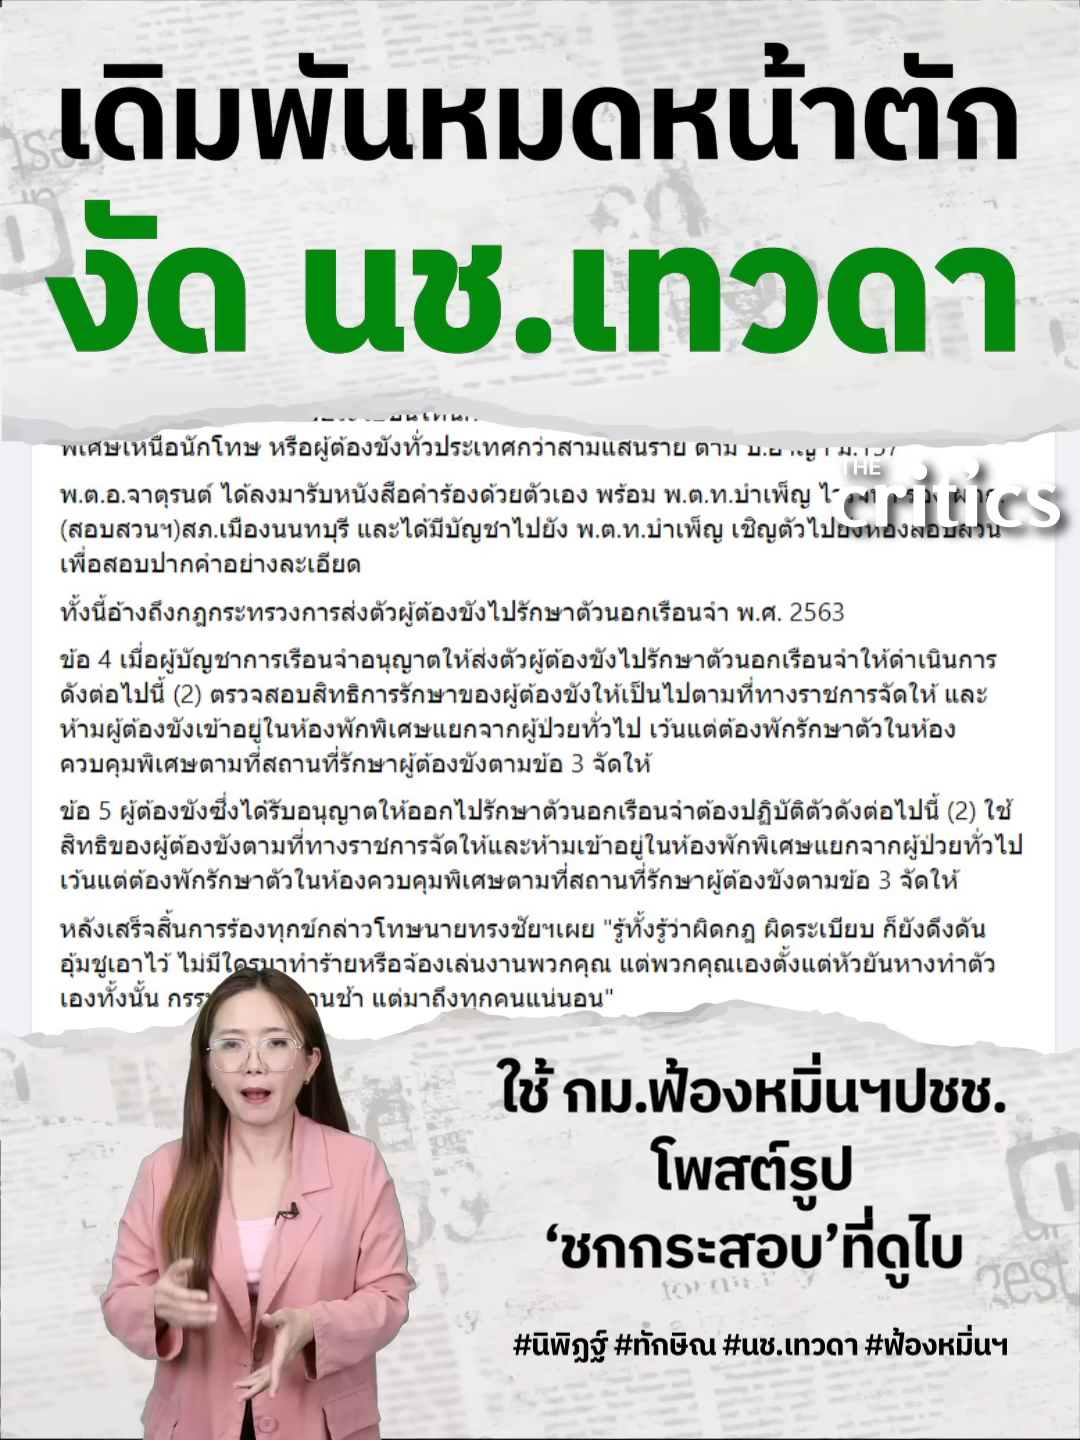 เดิมพันหมดหน้าตัก
งัด นช.เทวดา
พิเศษเหนือนักโทษ หรือผู้ต้องขังทั่วประเทศกว่าสามแสนราย ตาม ป.อาญา ม.157
THE
critics
พ.ต.อ.จาตุรนต์ ได้ลงมารับหนังสือคำร้องด้วยตัวเอง พร้อม พ.ต.ท.บำเพ็ญ
(สอบสวนฯ)สภ.เมืองนนทบุรี และได้มีบัญชาไปยัง พ.ต.ท.บำเพ็ญ เชิญตัวไปยังห้องสอบสวน
เพื่อสอบปากคำอย่างละเอียด
ทั้งนี้อ้างถึงกฎกระทรวงการส่งตัวผู้ต้องขังไปรักษาตัวนอกเรือนจำ พ.ศ. 2563
ข้อ 4 เมื่อผู้บัญชาการเรือนจำอนุญาตให้ส่งตัวผู้ต้องขังไปรักษาตัวนอกเรือนจำให้ดำเนินการ
ดังต่อไปนี้ (2) ตรวจสอบสิทธิการรักษาของผู้ต้องขังให้เป็นไปตามที่ทางราชการจัดให้ และ
ห้ามผู้ต้องขังเข้าอยู่ในห้องพักพิเศษแยกจากผู้ป่วยทั่วไป เว้นแต่ต้องพักรักษาตัวในห้อง
ควบคุมพิเศษตามที่สถานที่รักษาผู้ต้องขังตามข้อ 3 จัดให้
ข้อ 5 ผู้ต้องขังซึ่งได้รับอนุญาตให้ออกไปรักษาตัวนอกเรือนจำต้องปฏิบัติตัวดังต่อไปนี้ (2) ใช้
สิทธิของผู้ต้องขังตามที่ทางราชการจัดให้และห้ามเข้าอยู่ในห้องพักพิเศษแยกจากผู้ป่วยทั่วไป
เว้นแต่ต้องพักรักษาตัวในห้องควบคุมพิเศษตามที่สถานที่รักษาผู้ต้องขังตามข้อ 3 จัดให้
หลังเสร็จสิ้นการร้องทุกข์กล่าวโทษนายทรงชัยฯเผย "รู้ทั้งรู้ว่าผิดกฎ ผิดระเบียบ ก็ยังดึงดัน
อุ้มชูเอาไว้ ไม่มีใครมาทำร้ายหรือจ้องเล่นงานพวกคุณ แต่พวกคุณเองตั้งแต่หัวยันหางทำตัว
เองทั้งนั้น ช้า แต่มาถึงทุกคนแน่นอน"
ใช้ กม.ฟ้องหมิ่นฯปชช.
โพสต์รูป
‘ชกกระสอบ’ที่ดูไบ
#นิพิฏฐ์ #ทักษิณ #นช.เทวดา #ฟ้องหมิ่นฯ